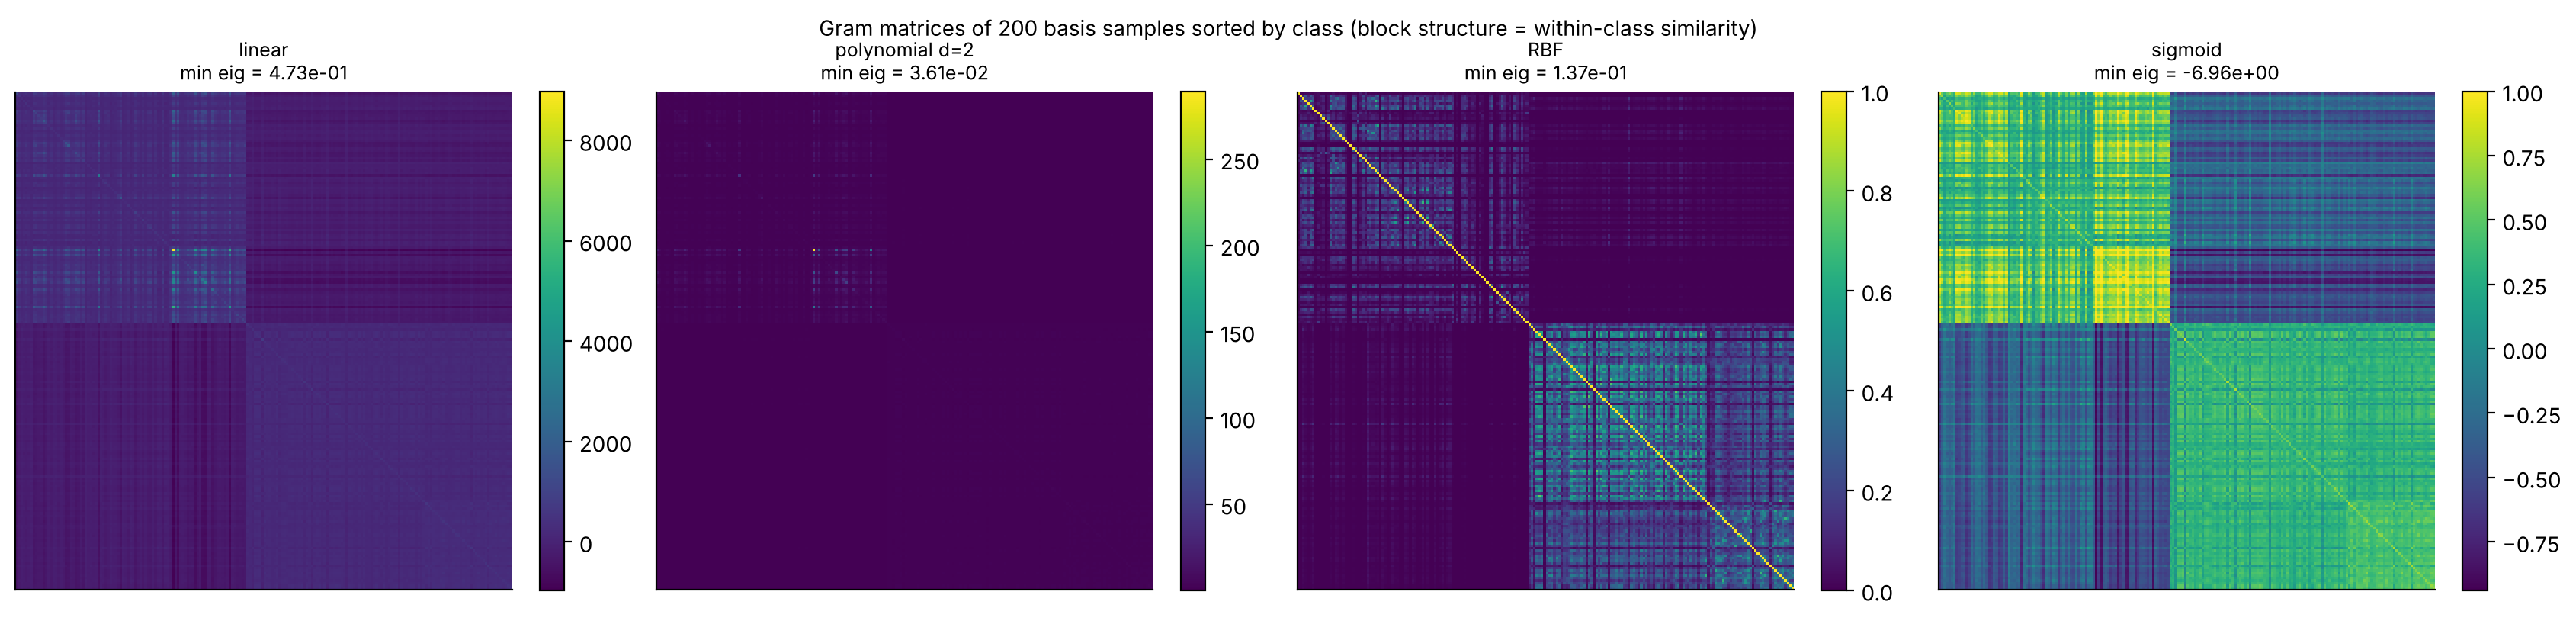 Gram matrices of 200 basis samples sorted by class (block structure = within-class similarity)
linear
min eig = 4.73e-01
8000
6000
4000
2000
0
polynomial d=2
min eig = 3.61e-02
250
200
150
100
50
RBF
min eig = 1.37e-01
1.0
0.8
0.6
0.4
0.2
0.0
sigmoid
min eig = -6.96e+00
1.00
0.75
0.50
0.25
0.00
−0.25
−0.50
−0.75